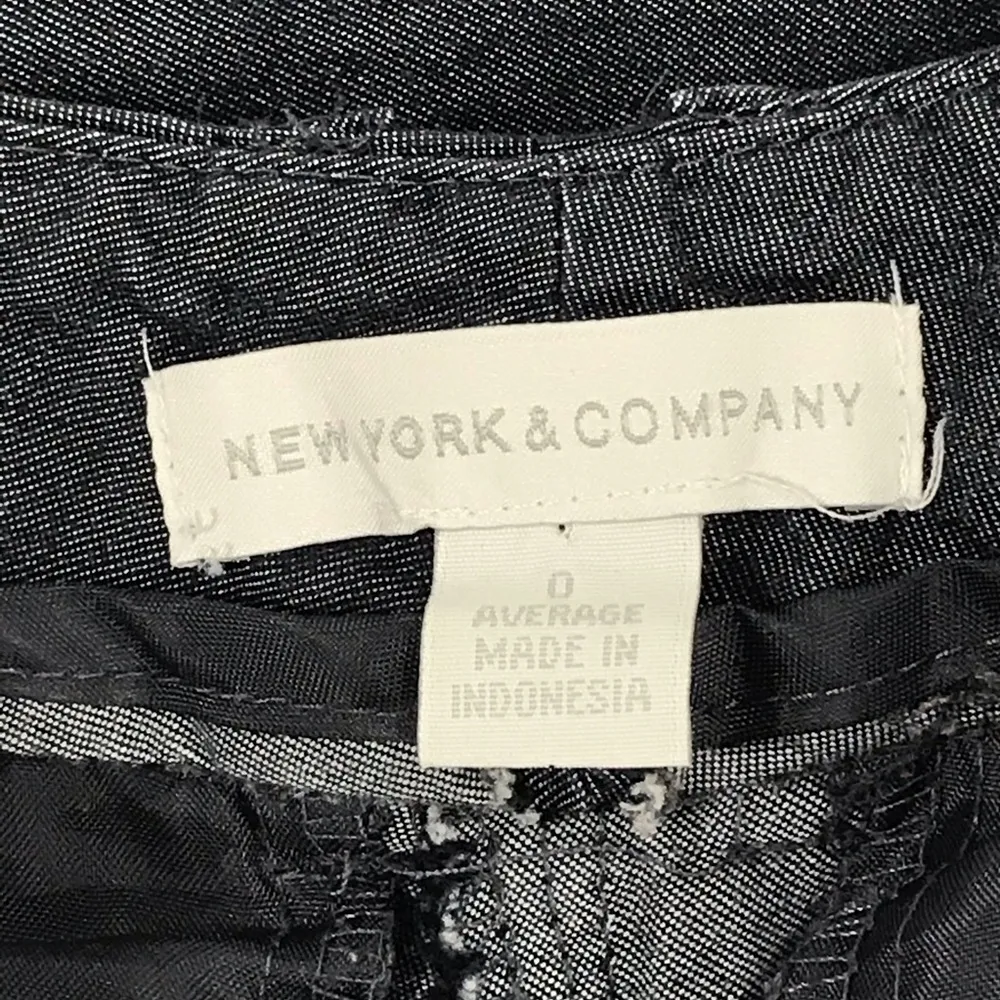 NEW YORK & COMPANY
0
AVERAGE
MADE IN
INDONESIA